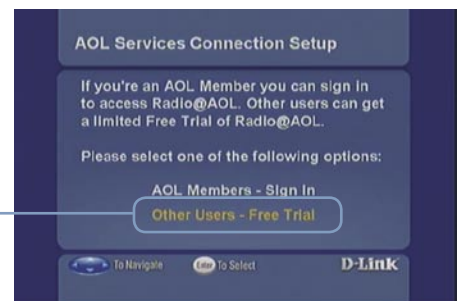 AOL Services Connection Setup
If you're an AOL Member you can sign in
to access Radio@AOL. Other users can get
a limited Free Trial of Radio@AOL.
Please select one of the following options:
AOL Members - Sign In
Other Users - Free Trial
To Navigate Enter To Select D-Link